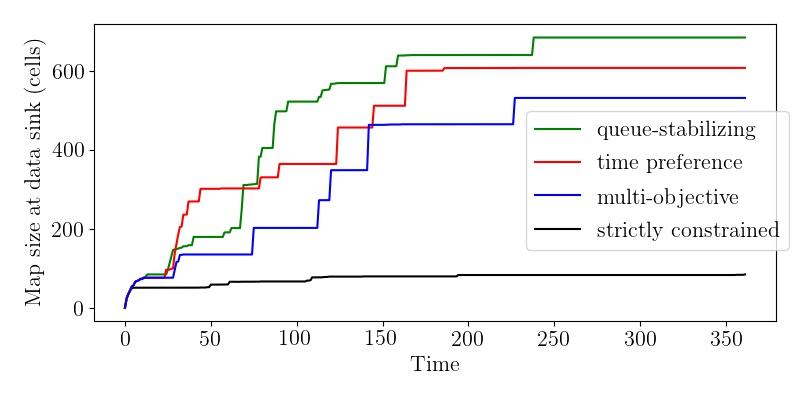 Map size at data sink (cells)
600
400
200
0
0 50 100 150 200 250 300 350
Time
queue-stabilizing
time preference
multi-objective
strictly constrained